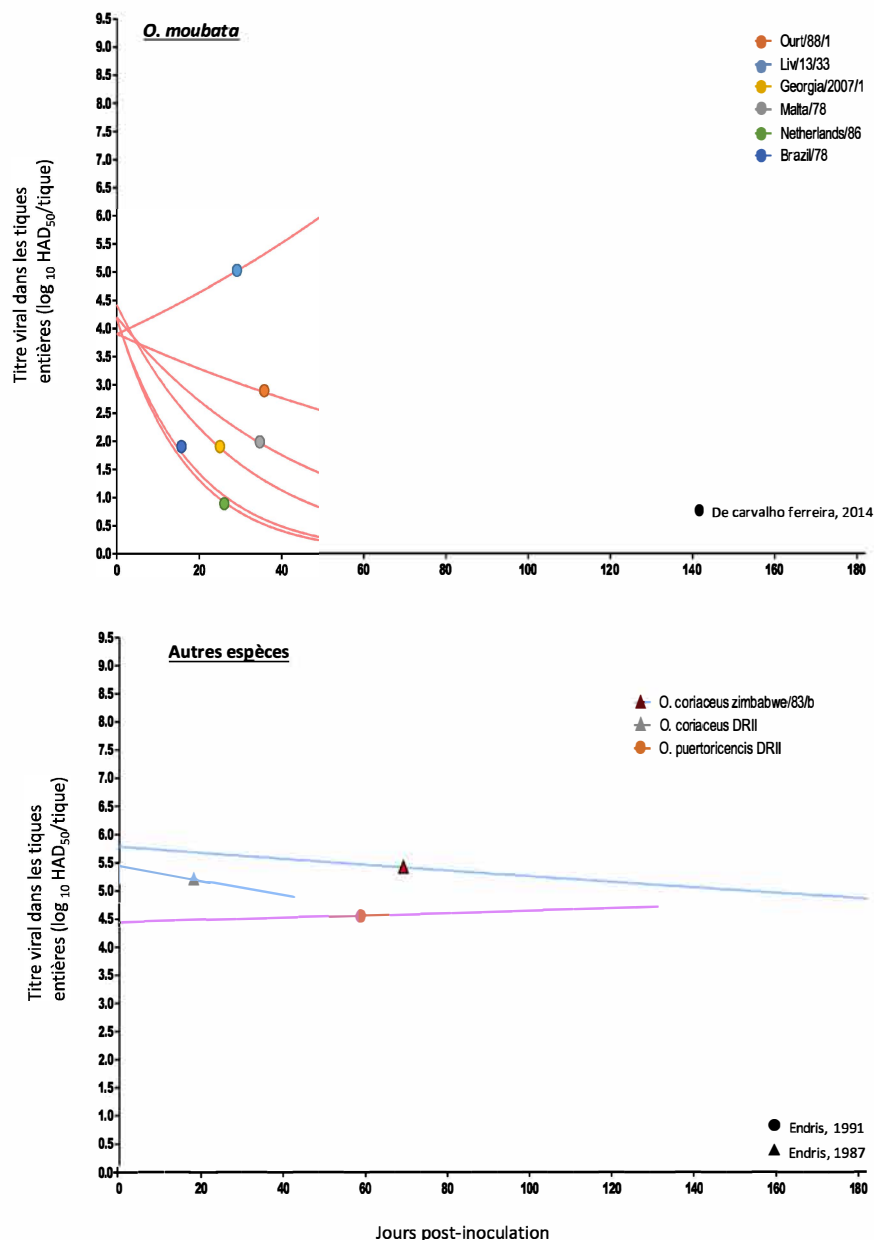 O. moubata
9.5
9.0
8.5
8.0
7.5
7.0
6.5
6.0
5.5
5.0
4.5
4.0
3.5
3.0
2.5
2.0
1.5
1.0
0.5
0.0
Titre viral dans les tiques
entières (log 10 HAD50/tique)
Ourt/88/1
Liv/13/33
Georgia/2007/1
Malta/78
Netherlands/86
Brazil/78
De carvalho ferreira, 2014
0 20 40 60 80 100 120 140 160 180
Autres espèces
9.5
9.0
8.5
8.0
7.5
7.0
6.5
6.0
5.5
5.0
4.5
4.0
3.5
3.0
2.5
2.0
1.5
1.0
0.5
0.0
Titre viral dans les tiques
entières (log 10 HAD50/tique)
O. coriaceus zimbabwe/83/b
O. coriaceus DRII
O. puertoricencis DRII
Endris, 1991
Endris, 1987
0 20 40 60 80 100 120 140 160 180
Jours post-inoculation